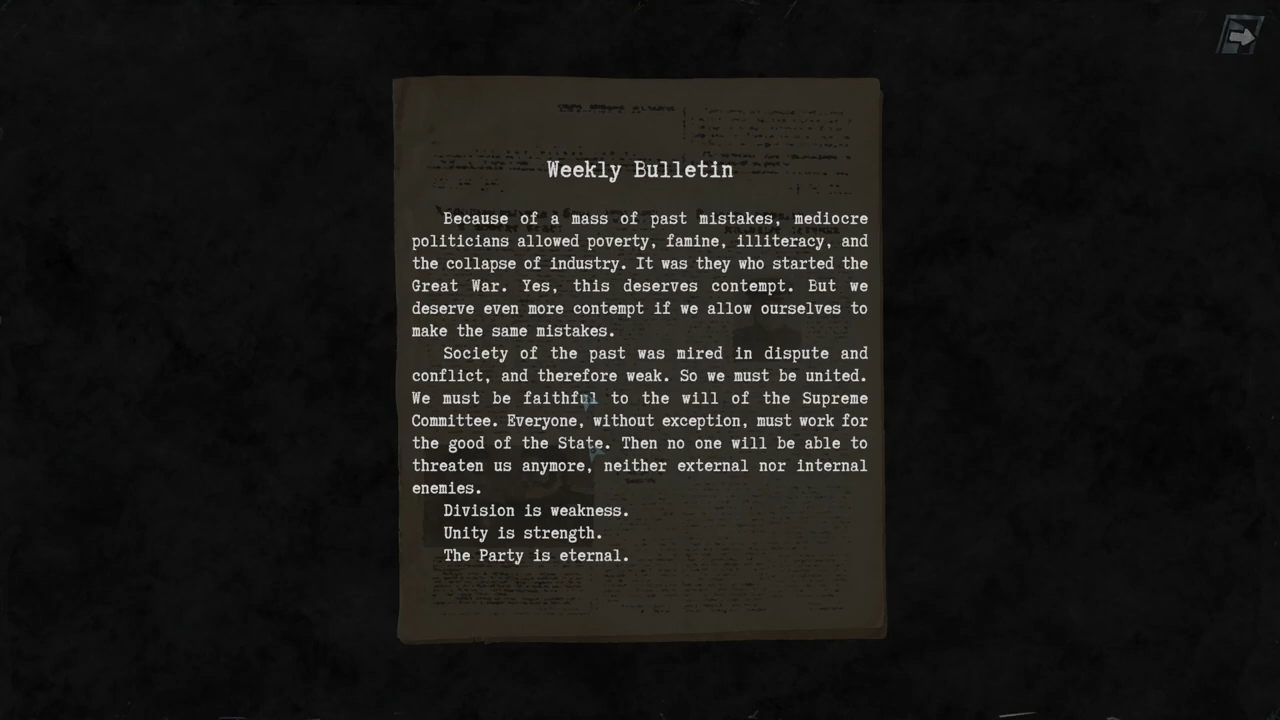 Weekly Bulletin
Because of a mass of past mistakes, mediocre
politicians allowed poverty, famine, illiteracy, and
the collapse of industry. It was they who started the
Great War. Yes, this deserves contempt. But we
deserve even more contempt if we allow ourselves to
make the same mistakes.
Society of the past was mired in dispute and
conflict, and therefore weak. So we must be united.
We must be faithful to the will of the Supreme
Committee. Everyone, without exception, must work for
the good of the State. Then no one will be able to
threaten us anymore, neither external nor internal
enemies.
Division is weakness.
Unity is strength.
The Party is eternal.